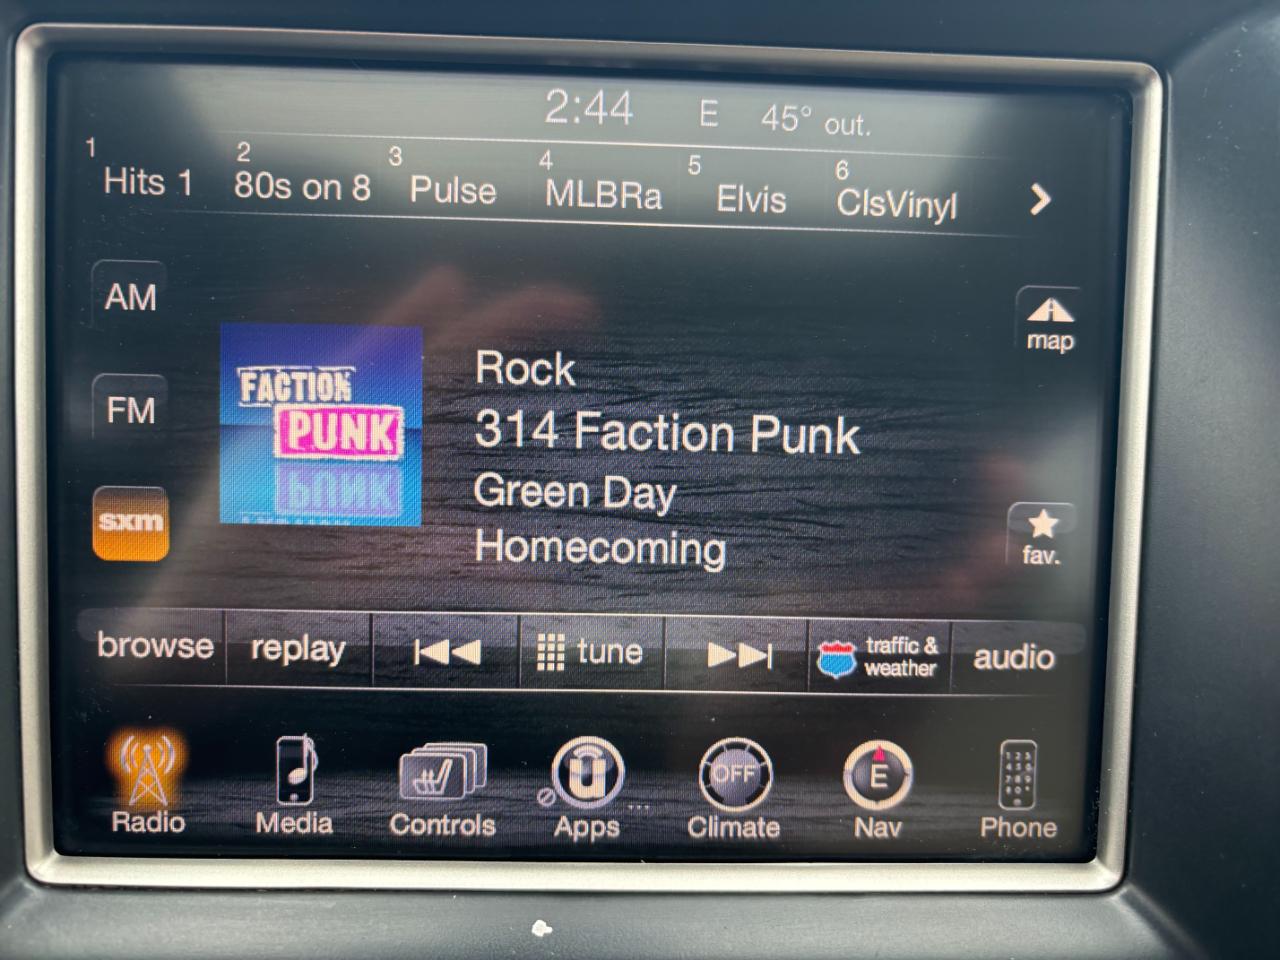 2:44 E 45° out.
1 Hits 1
2 80s on 8
3 Pulse
4 MLBRa
5 Elvis
6 ClsVinyl
AM
map
FACTION
PUNK
Rock
314 Faction Punk
Green Day
Homecoming
FM
sxm
fav.
browse replay tune traffic & weather audio
OFF
E
Radio Media Controls Apps Climate Nav Phone